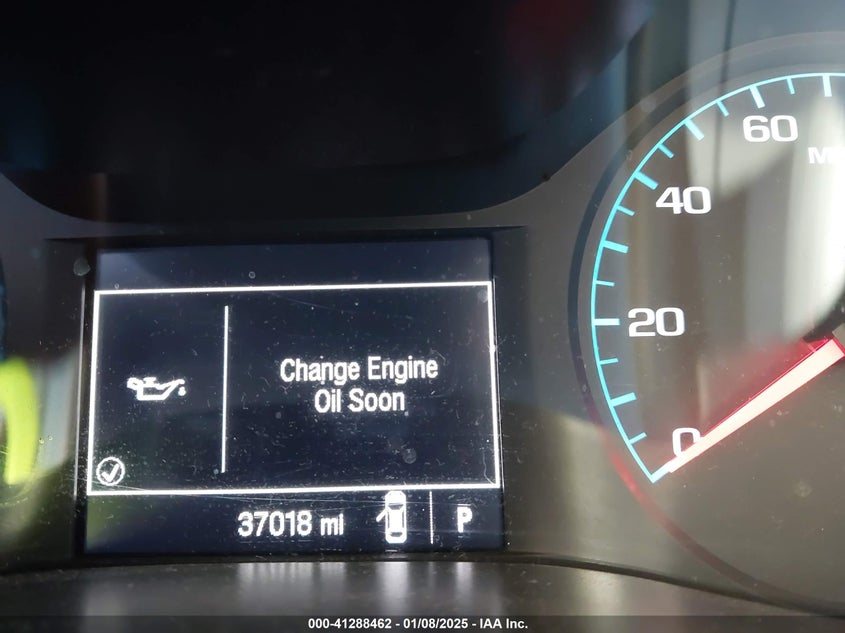 60
M
40
20
0
Change Engine
Oil Soon
37018 mi
P
000-41288462 - 01/08/2025 - IAA Inc.